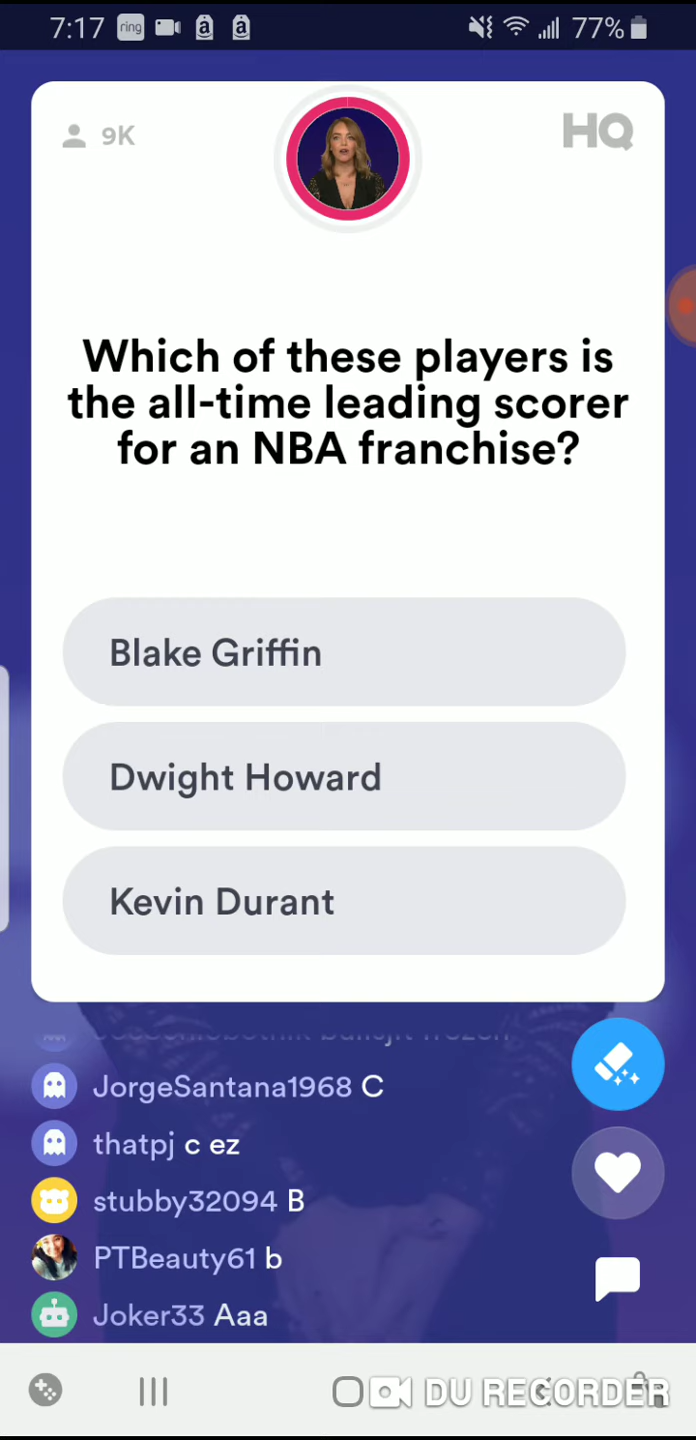 7:17 ring a a 77%
9K HQ
Which of these players is
the all-time leading scorer
for an NBA franchise?
Blake Griffin
Dwight Howard
Kevin Durant
JorgeSantana1968 C
thatpj c ez
stubby32094 B
PTBeauty61 b
Joker33 Aaa
DU RECORDER